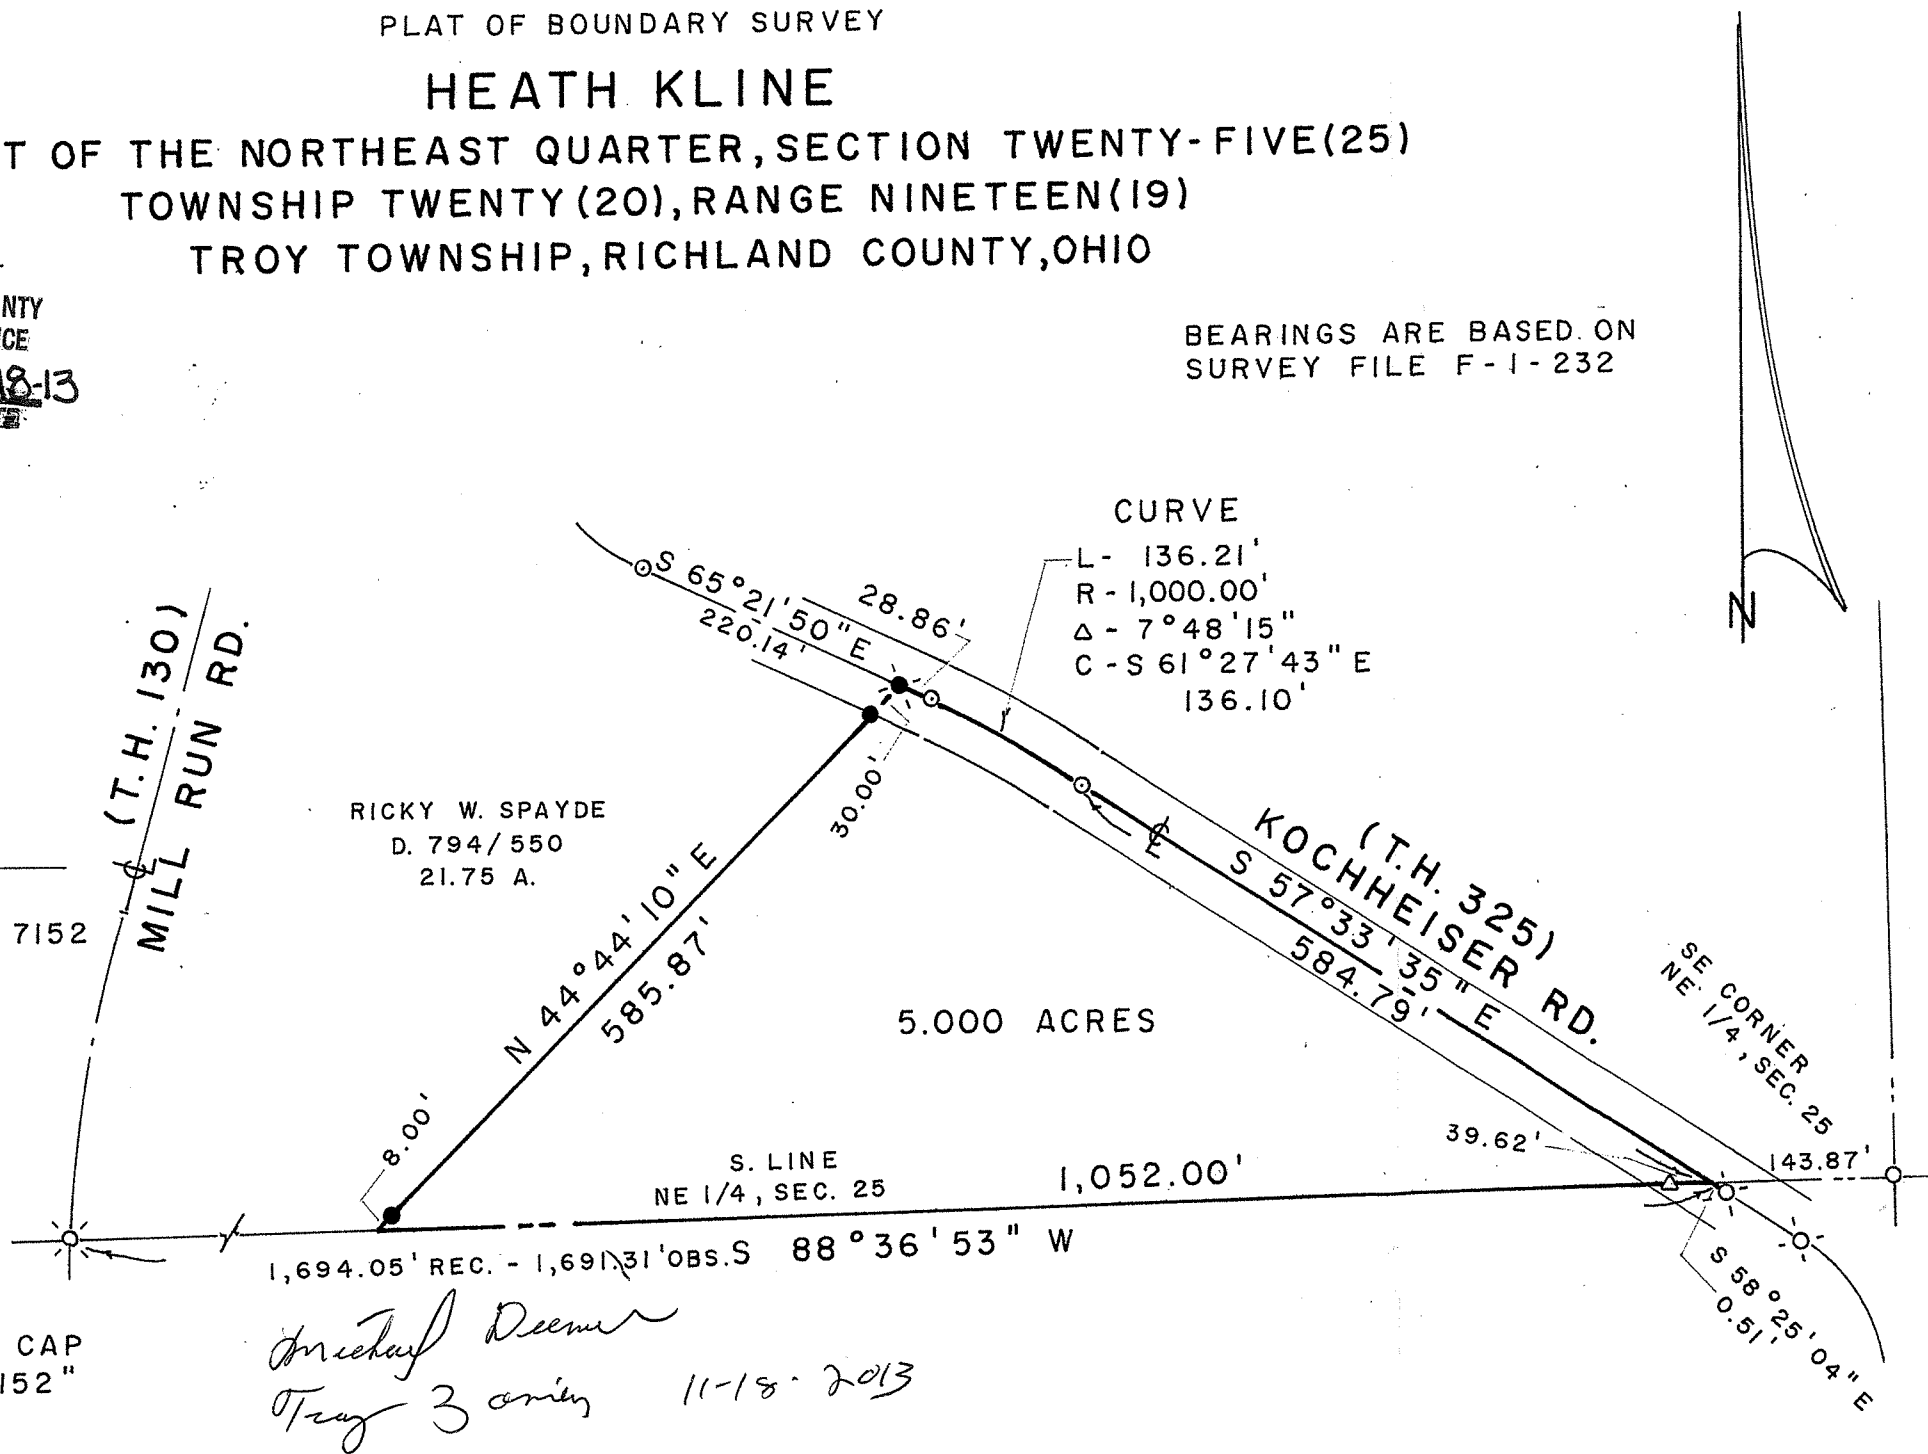 PLAT OF BOUNDARY SURVEY
HEATH KLINE
T OF THE NORTHEAST QUARTER, SECTION TWENTY-FIVE(25)
TOWNSHIP TWENTY(20), RANGE NINETEEN(19)
TROY TOWNSHIP, RICHLAND COUNTY, OHIO
NTY
CE
18-13
BEARINGS ARE BASED ON
SURVEY FILE F-1-232
N
CURVE
L- 136.21'
R - 1,000.00'
Δ - 7°48'15"
C - S 61°27'43" E
136.10'
S 65°21'50" E
220.14'
28.86'
30.00'
(T.H. 130)
MILL RUN RD.
RICKY W. SPAYDE
D. 794/550
21.75 A.
7152
N 44°44'10" E
585.87'
8.00'
5.000 ACRES
(T.H. 325)
KOCHHEISER RD.
S 57°33'35" E
584.79'
SE CORNER
NE 1/4, SEC. 25
39.62'
143.87'
S. LINE
NE 1/4, SEC. 25
1,052.00'
S 88°36'53" W
1,694.05' REC. - 1,691.31' OBS.
S 58°25'04" E
0.51'
CAP
152"
Michael
Troy Zoning 11-18-2013